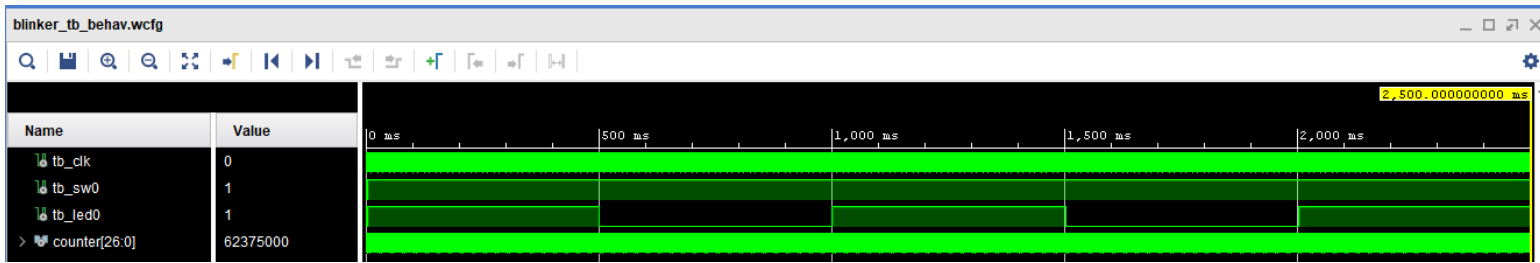 blinker_tb_behav.wcfg
2,500.000000000 ms
Name Value 0 ms 500 ms 1,000 ms 1,500 ms 2,000 ms
tb_clk 0
tb_sw0 1
tb_led0 1
counter[26:0] 62375000